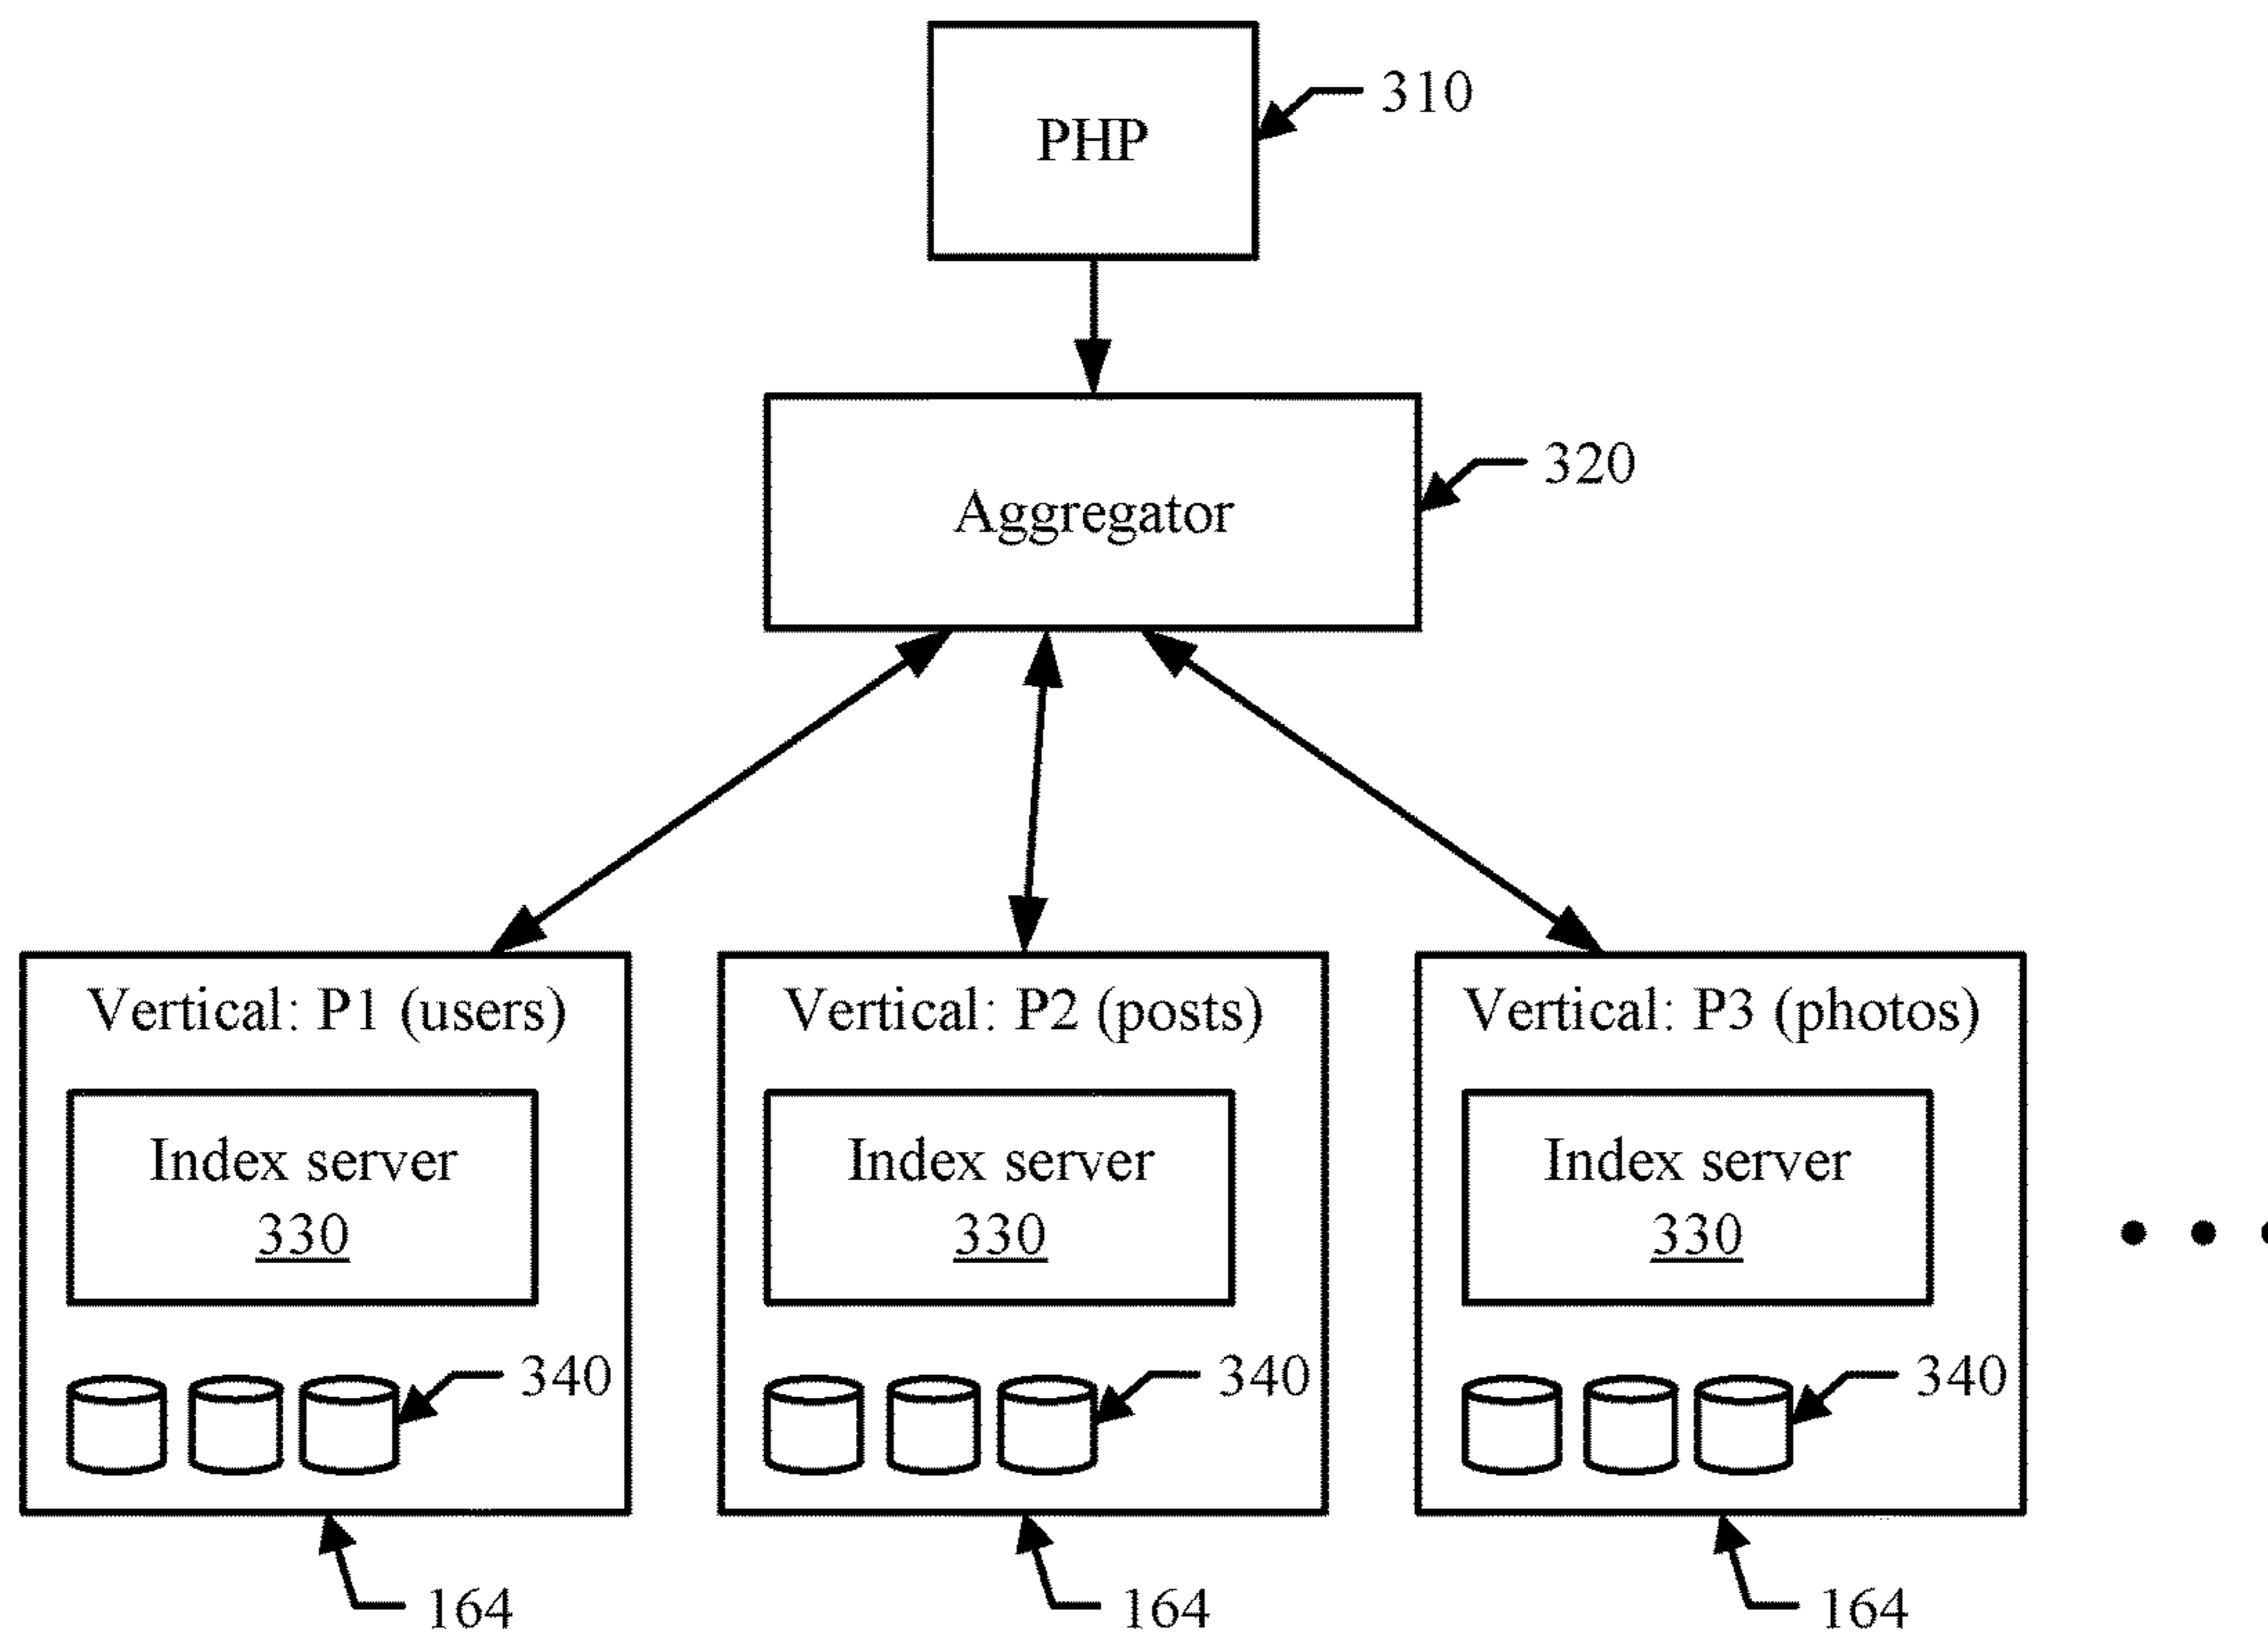 PHP
310
Aggregator
320
Vertical: P1 (users)
Index server
330
340
164
Vertical: P2 (posts)
Index server
330
340
164
Vertical: P3 (photos)
Index server
330
340
164